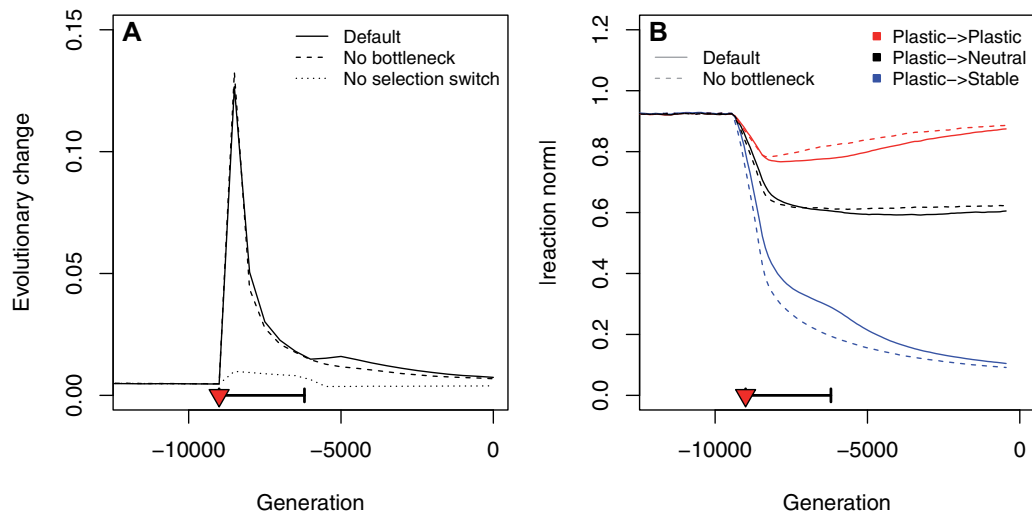 A
Evolutionary change
0.15
0.10
0.05
0.00
Default
No bottleneck
No selection switch
−10000
−5000
0
Generation
B
|reaction norm|
1.2
1.0
0.8
0.6
0.4
0.2
0.0
Default
No bottleneck
Plastic−>Plastic
Plastic−>Neutral
Plastic−>Stable
−10000
−5000
0
Generation